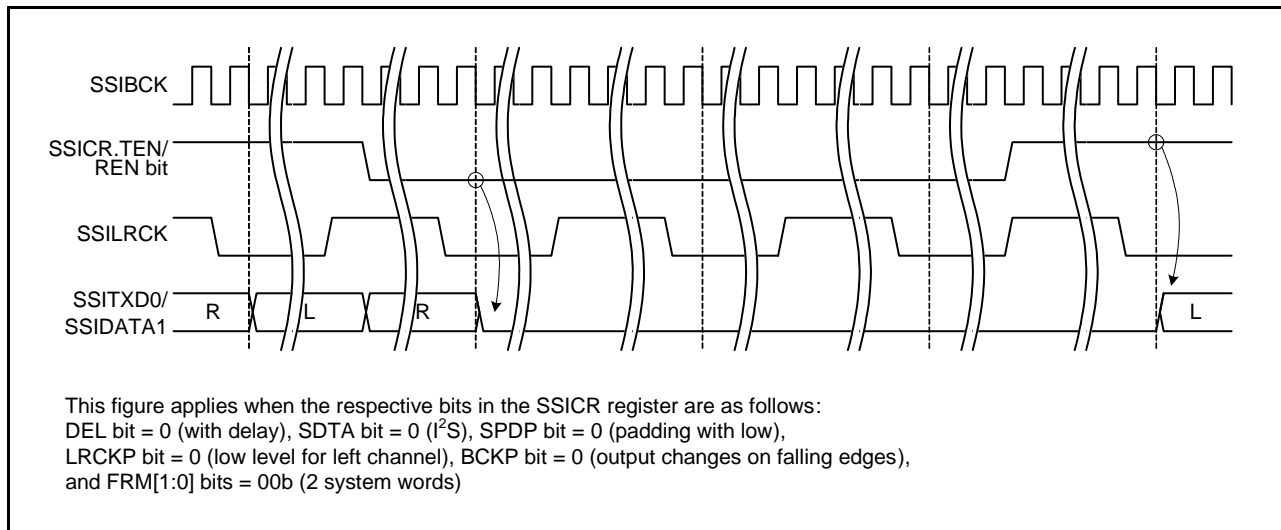 SSIBCK
SSICR.TEN/
REN bit
SSILRCK
SSITXD0/
SSIDATA1
R
L
R
L
This figure applies when the respective bits in the SSICR register are as follows:
DEL bit = 0 (with delay), SDTA bit = 0 (I²S), SPDP bit = 0 (padding with low),
LRCKP bit = 0 (low level for left channel), BCKP bit = 0 (output changes on falling edges),
and FRM[1:0] bits = 00b (2 system words)